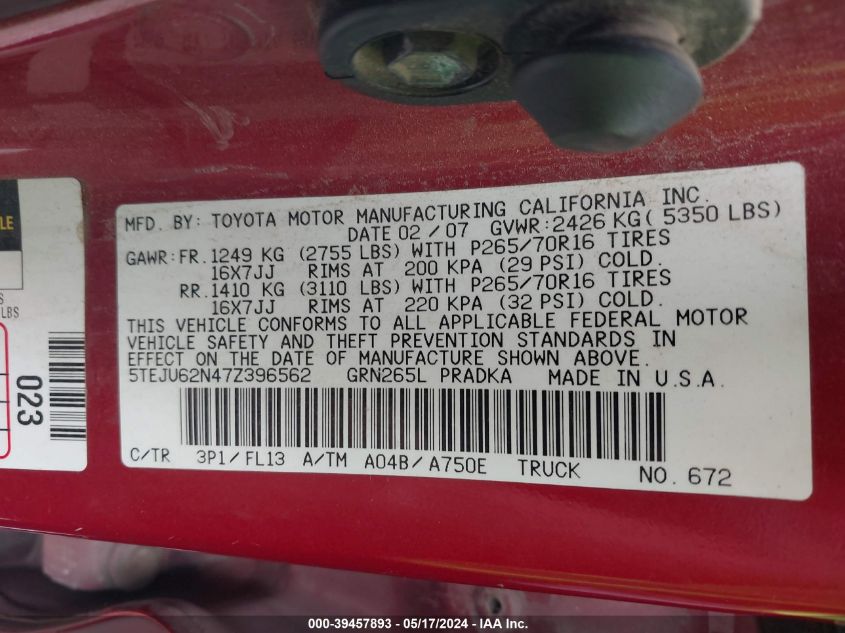 MFD. BY: TOYOTA MOTOR MANUFACTURING CALIFORNIA INC.
DATE 02 / 07 GVWR:2426 KG( 5350 LBS)
GAWR:FR.1249 KG (2755 LBS) WITH P265/70R16 TIRES
16X7JJ RIMS AT 200 KPA (29 PSI) COLD.
RR.1410 KG (3110 LBS) WITH P265/70R16 TIRES
16X7JJ RIMS AT 220 KPA (32 PSI) COLD.
THIS VEHICLE CONFORMS TO ALL APPLICABLE FEDERAL MOTOR
VEHICLE SAFETY AND THEFT PREVENTION STANDARDS IN
EFFECT ON THE DATE OF MANUFACTURE SHOWN ABOVE.
5TEJU62N47Z396562 GRN265L PRADKA MADE IN U.S.A.
C/TR 3P1/FL13 A/TM A04B/A750E TRUCK NO. 672
LBS
023
000-39457893 - 05/17/2024 - IAA Inc.